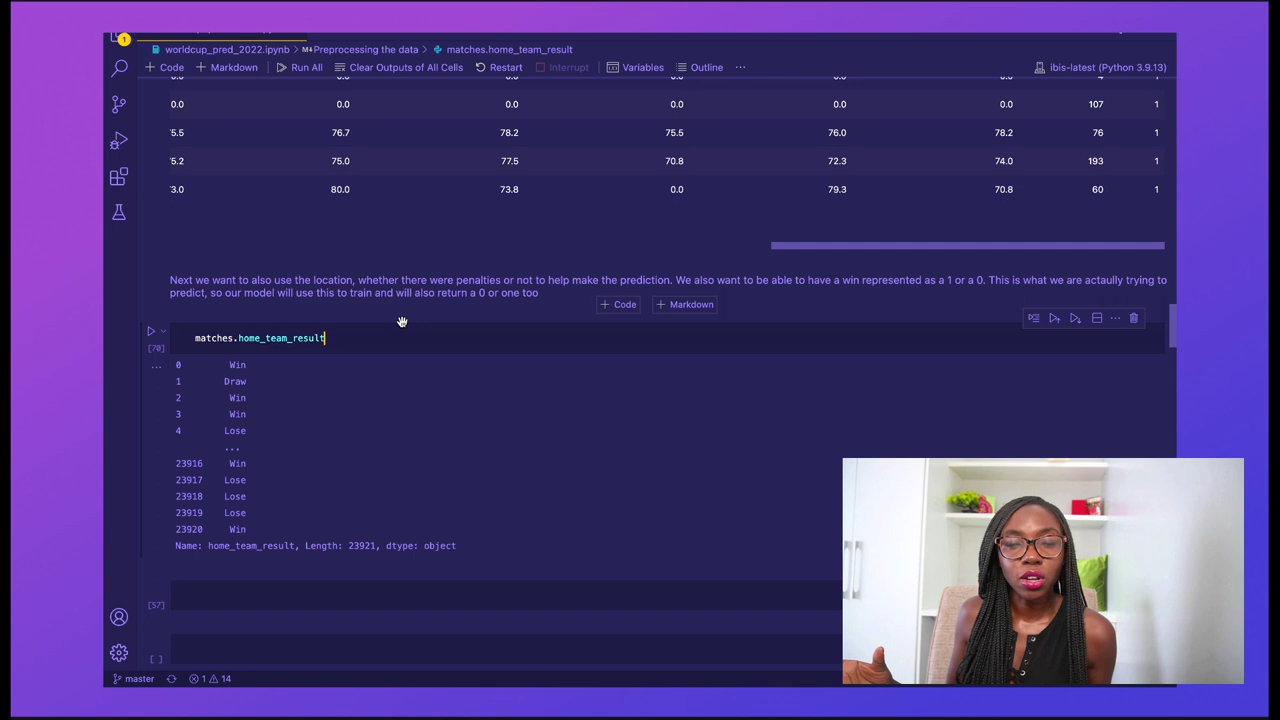 1
worldcup_pred_2022.ipynb > M↓ Preprocessing the data > matches.home_team_result
+ Code + Markdown Run All Clear Outputs of All Cells Restart Interrupt Variables Outline ... ibis-latest (Python 3.9.13)
0.0 0.0 0.0 0.0 0.0 0.0 107 1
75.5 76.7 78.2 75.5 76.0 78.2 76 1
75.2 75.0 77.5 70.8 72.3 74.0 193 1
3.0 80.0 73.8 0.0 79.3 70.8 60 1
Next we want to also use the location, whether there were penalties or not to help make the prediction. We also want to be able to have a win represented as a 1 or a 0. This is what we are actaully trying to
predict, so our model will use this to train and will also return a 0 or one too
+ Code + Markdown
matches.home_team_result
[70]
... 0 Win
1 Draw
2 Win
3 Win
4 Lose
...
23916 Win
23917 Lose
23918 Lose
23919 Lose
23920 Win
Name: home_team_result, Length: 23921, dtype: object
[57]
[ ]
master 1 14